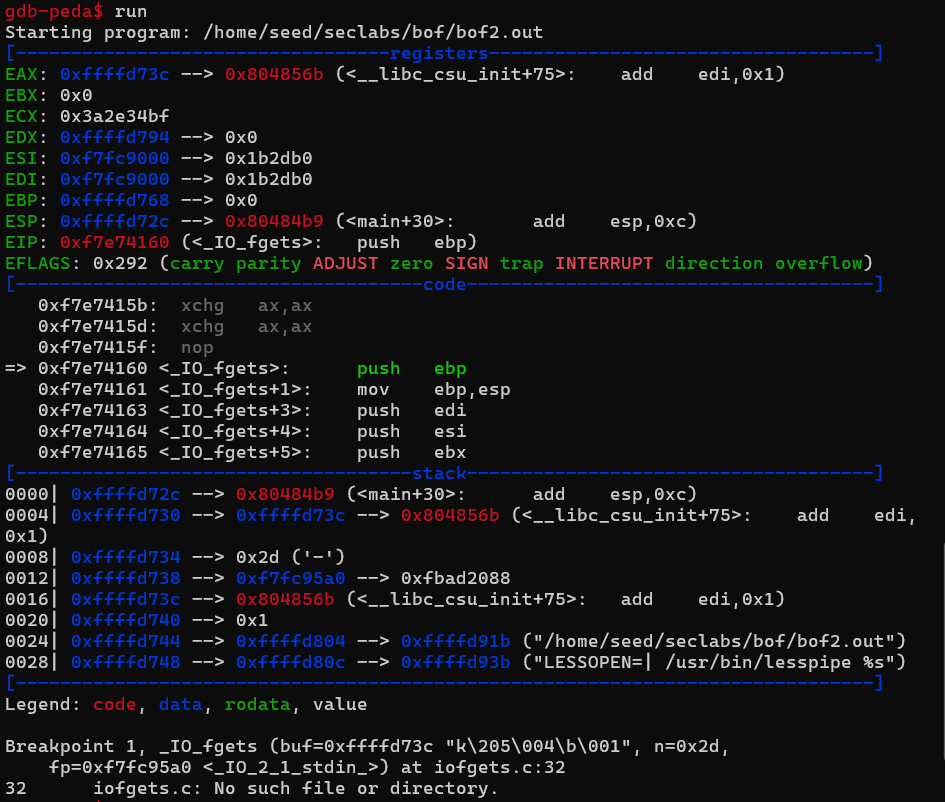 gdb-peda$ run
Starting program: /home/seed/seclabs/bof/bof2.out
[----------------------------------registers-----------------------------------]
EAX: 0xffffd73c --> 0x804856b (<__libc_csu_init+75>:    add    edi,0x1)
EBX: 0x0
ECX: 0x3a2e34bf
EDX: 0xffffd794 --> 0x0
ESI: 0xf7fc9000 --> 0x1b2db0
EDI: 0xf7fc9000 --> 0x1b2db0
EBP: 0xffffd768 --> 0x0
ESP: 0xffffd72c --> 0x80484b9 (<main+30>:       add    esp,0xc)
EIP: 0xf7e74160 (<_IO_fgets>:   push   ebp)
EFLAGS: 0x292 (carry parity ADJUST zero SIGN trap INTERRUPT direction overflow)
[-------------------------------------code-------------------------------------]
   0xf7e7415b:  xchg   ax,ax
   0xf7e7415d:  xchg   ax,ax
   0xf7e7415f:  nop
=> 0xf7e74160 <_IO_fgets>:      push   ebp
   0xf7e74161 <_IO_fgets+1>:    mov    ebp,esp
   0xf7e74163 <_IO_fgets+3>:    push   edi
   0xf7e74164 <_IO_fgets+4>:    push   esi
   0xf7e74165 <_IO_fgets+5>:    push   ebx
[------------------------------------stack-------------------------------------]
0000| 0xffffd72c --> 0x80484b9 (<main+30>:       add    esp,0xc)
0004| 0xffffd730 --> 0xffffd73c --> 0x804856b (<__libc_csu_init+75>:     add    edi,
0x1)
0008| 0xffffd734 --> 0x2d ('-')
0012| 0xffffd738 --> 0xf7fc95a0 --> 0xfbad2088
0016| 0xffffd73c --> 0x804856b (<__libc_csu_init+75>:   add    edi,0x1)
0020| 0xffffd740 --> 0x1
0024| 0xffffd744 --> 0xffffd804 --> 0xffffd91b ("/home/seed/seclabs/bof/bof2.out")
0028| 0xffffd748 --> 0xffffd80c --> 0xffffd93b ("LESSOPEN=| /usr/bin/lesspipe %s")
[------------------------------------------------------------------------------]
Legend: code, data, rodata, value

Breakpoint 1, _IO_fgets (buf=0xffffd73c "k\205\004\b\001", n=0x2d,
    fp=0xf7fc95a0 <_IO_2_1_stdin_>) at iofgets.c:32
32      iofgets.c: No such file or directory.